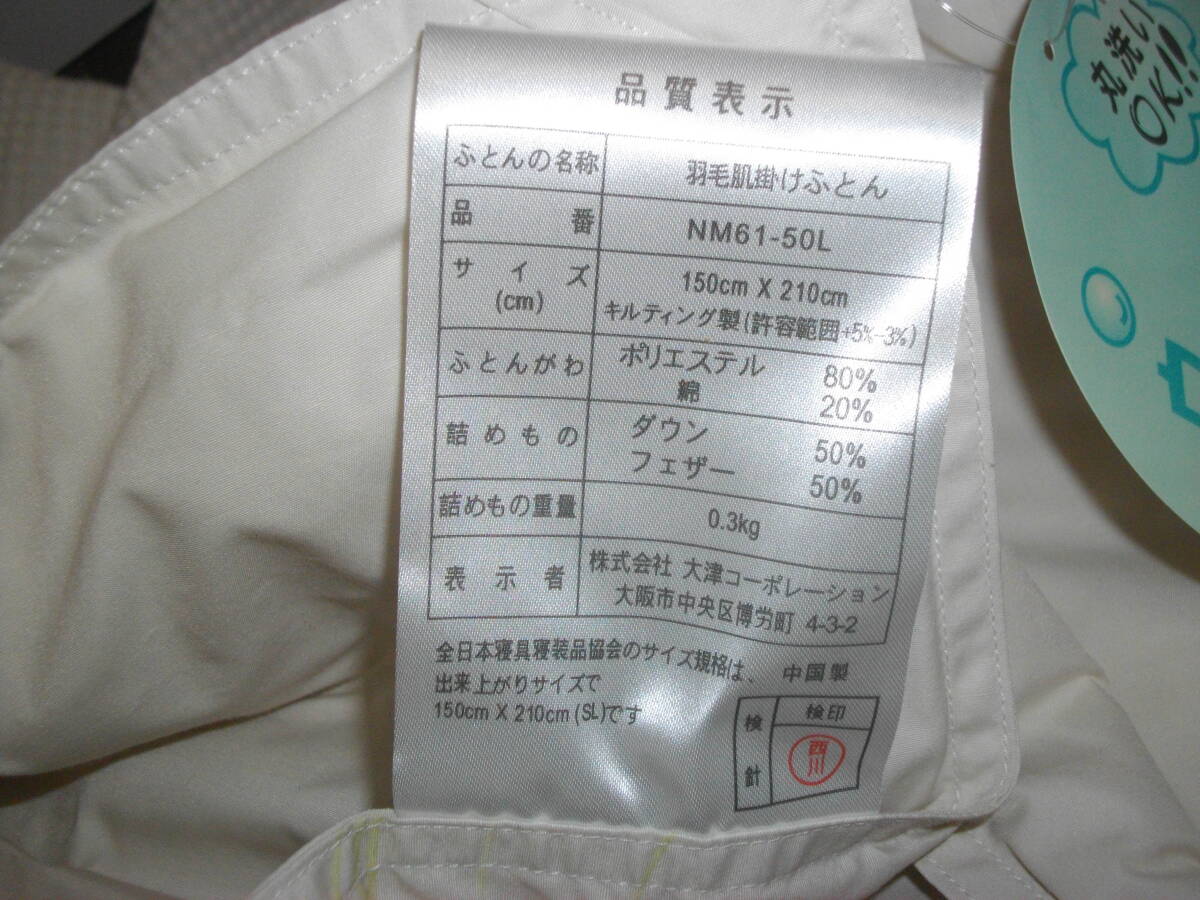 品質表示
ふとんの名称 羽毛肌掛けふとん
品番 NM61-50L
サイズ
(cm)
150cm X 210cm
キルティング製(許容範囲+5%-3%)
ふとんがわ
ポリエステル 80%
綿 20%
詰めもの
ダウン 50%
フェザー 50%
詰めもの重量 0.3kg
表示者
株式会社 大津コーポレーション
大阪市中央区博労町 4-3-2
全日本寝具寝装品協会のサイズ規格は、
出来上がりサイズで
150cm X 210cm(SL)です
中国製
検針
検印
西川
丸洗い
OK!!